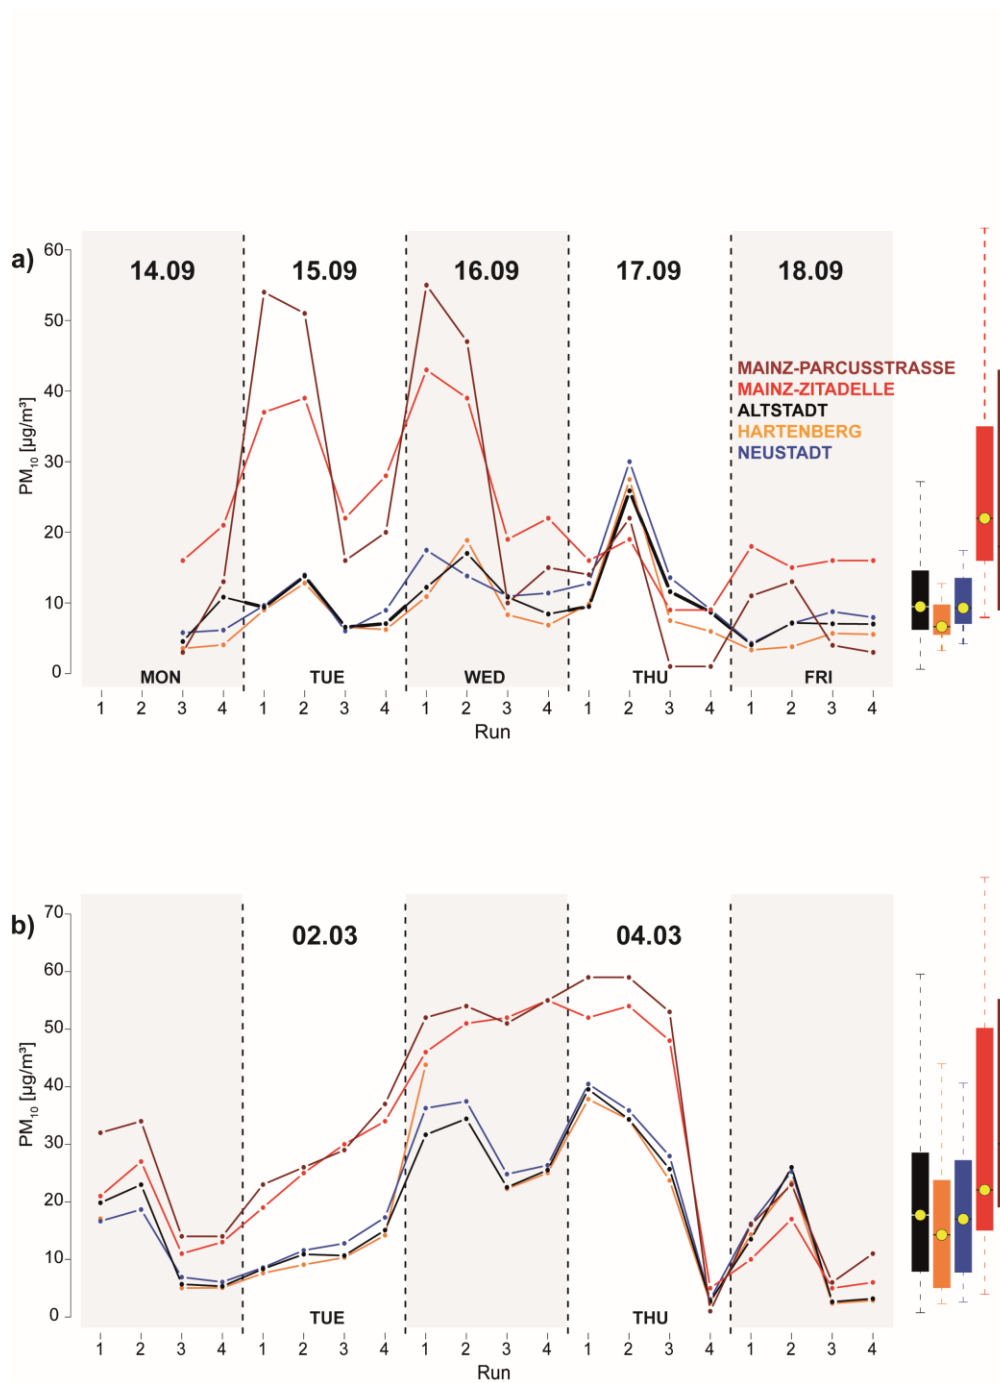 a)
60
50
40
30
20
10
0
PM₁₀ [µg/m³]
14.09 15.09 16.09 17.09 18.09
MAINZ-PARCUSSTRASSE
MAINZ-ZITADELLE
ALTSTADT
HARTENBERG
NEUSTADT
MON TUE WED THU FRI
1 2 3 4 1 2 3 4 1 2 3 4 1 2 3 4 1 2 3 4
Run
b)
70
60
50
40
30
20
10
0
PM₁₀ [µg/m³]
02.03 04.03
TUE THU
1 2 3 4 1 2 3 4 1 2 3 4 1 2 3 4 1 2 3 4
Run